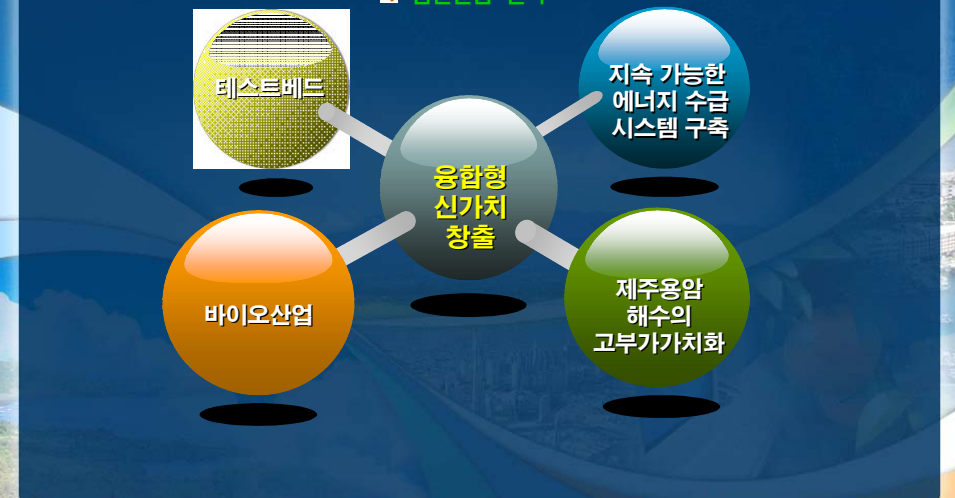 테스트베드
지속 가능한
에너지 수급
시스템 구축
융합형
신가치
창출
바이오산업
제주용암
해수의
고부가가치화